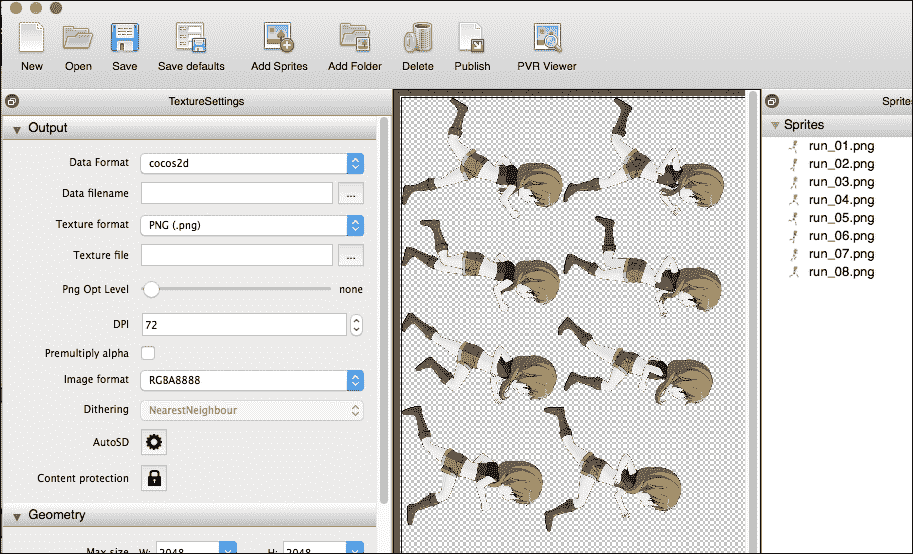 New Open Save Save defaults Add Sprites Add Folder Delete Publish PVR Viewer
TextureSettings
Output
Data Format cocos2d
Data filename ...
Texture format PNG (.png)
Texture file ...
Png Opt Level none
DPI 72
Premultiply alpha
Image format RGBA8888
Dithering NearestNeighbour
AutoSD
Content protection
Geometry
Max size W: 2048 H: 2048
Sprites
Sprites
run_01.png
run_02.png
run_03.png
run_04.png
run_05.png
run_06.png
run_07.png
run_08.png